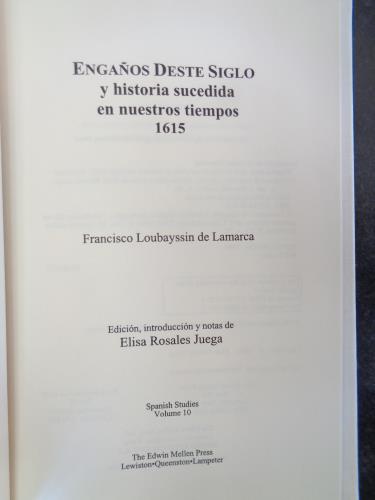 ENGAÑOS DESTE SIGLO
y historia sucedida
en nuestros tiempos
1615
Francisco Loubayssin de Lamarca
Edición, introducción y notas de
Elisa Rosales Juega
Spanish Studies
Volume 10
The Edwin Mellen Press
Lewiston•Queenston•Lampeter